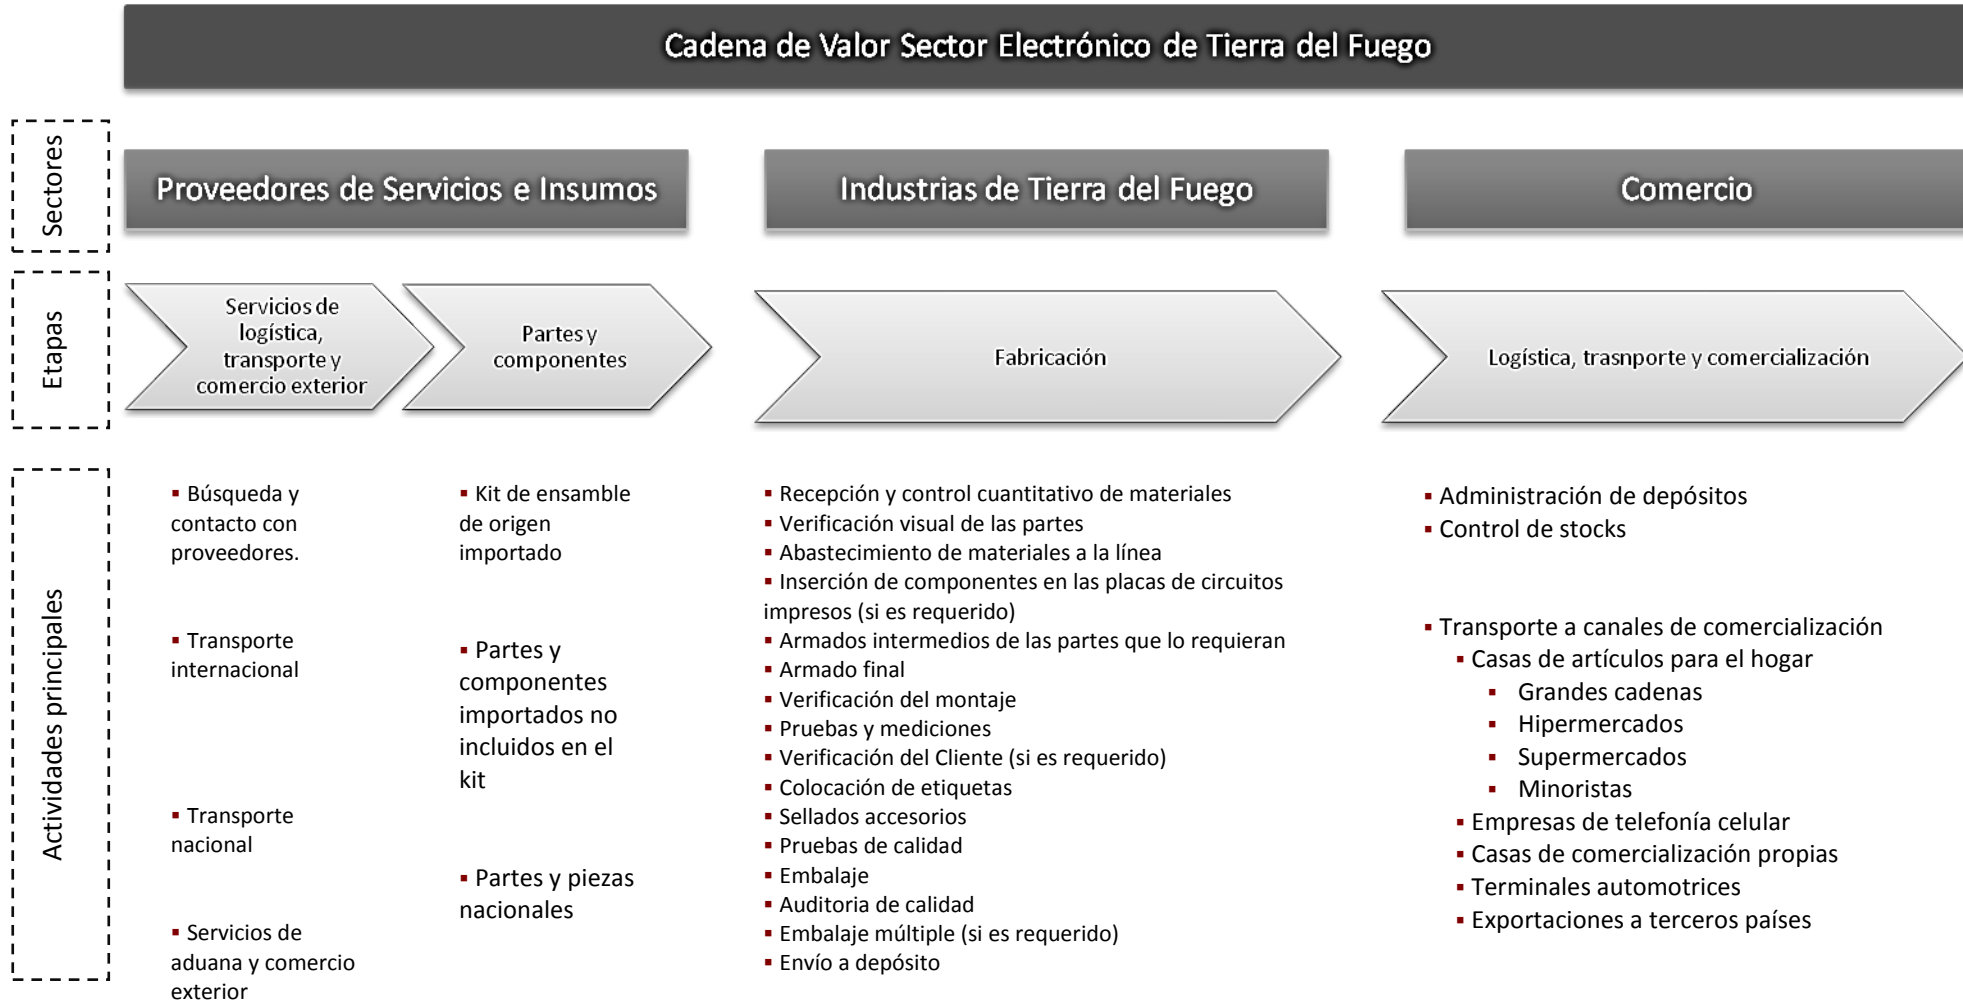 Cadena de Valor Sector Electrónico de Tierra del Fuego
Sectores
Proveedores de Servicios e Insumos
Industrias de Tierra del Fuego
Comercio
Etapas
Servicios de
logística,
transporte y
comercio exterior
Partes y
componentes
Fabricación
Logística, trasnporte y comercialización
Actividades principales
▪ Búsqueda y
contacto con
proveedores.
▪ Transporte
internacional
▪ Transporte
nacional
▪ Servicios de
aduana y comercio
exterior
▪ Kit de ensamble
de origen
importado
▪ Partes y
componentes
importados no
incluidos en el
kit
▪ Partes y piezas
nacionales
▪ Recepción y control cuantitativo de materiales
▪ Verificación visual de las partes
▪ Abastecimiento de materiales a la línea
▪ Inserción de componentes en las placas de circuitos
impresos (si es requerido)
▪ Armados intermedios de las partes que lo requieran
▪ Armado final
▪ Verificación del montaje
▪ Pruebas y mediciones
▪ Verificación del Cliente (si es requerido)
▪ Colocación de etiquetas
▪ Sellados accesorios
▪ Pruebas de calidad
▪ Embalaje
▪ Auditoria de calidad
▪ Embalaje múltiple (si es requerido)
▪ Envío a depósito
▪ Administración de depósitos
▪ Control de stocks
▪ Transporte a canales de comercialización
▪ Casas de artículos para el hogar
▪ Grandes cadenas
▪ Hipermercados
▪ Supermercados
▪ Minoristas
▪ Empresas de telefonía celular
▪ Casas de comercialización propias
▪ Terminales automotrices
▪ Exportaciones a terceros países